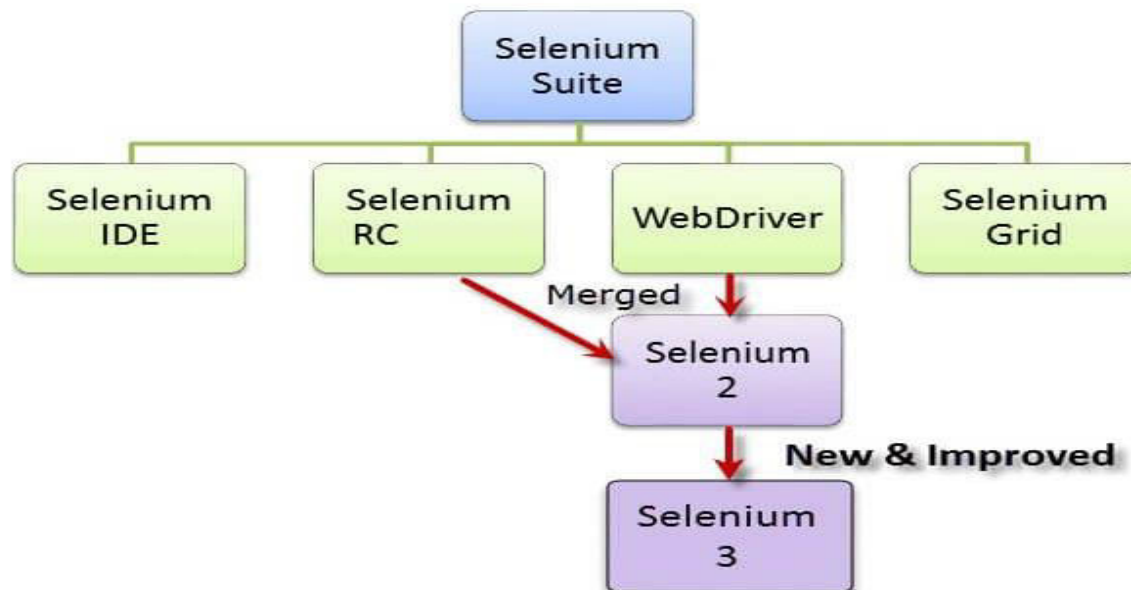 Selenium
Suite
Selenium
IDE
Selenium
RC
WebDriver
Selenium
Grid
Merged
Selenium
2
New & Improved
Selenium
3